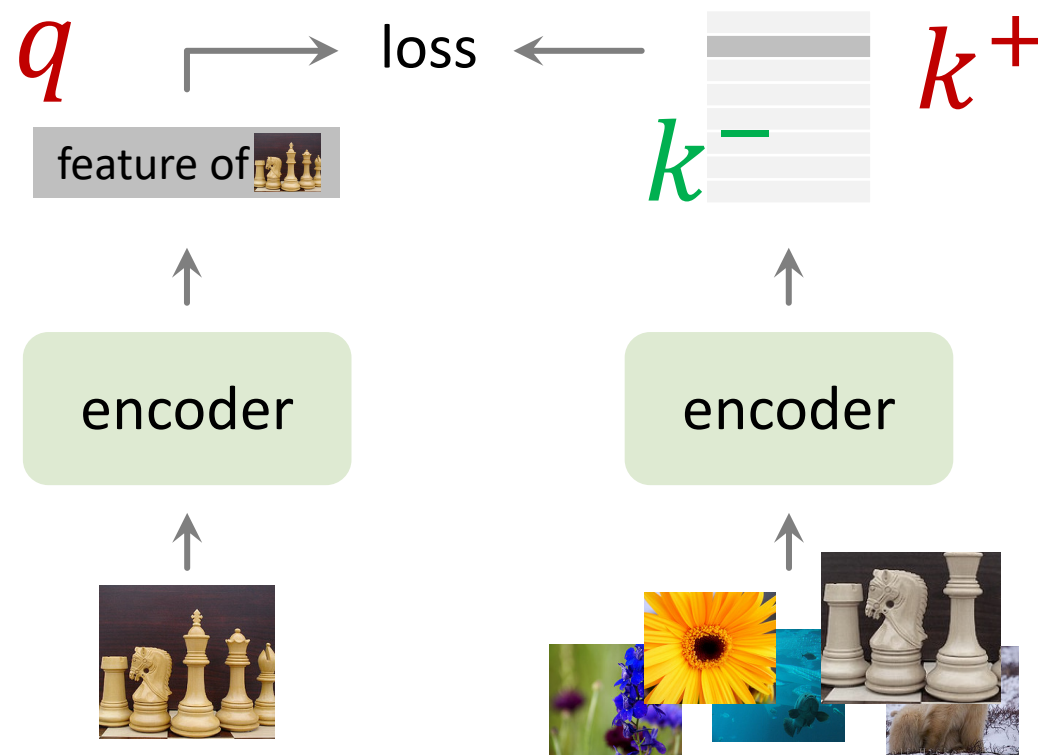 q
loss
k+
feature of
k−
encoder
encoder